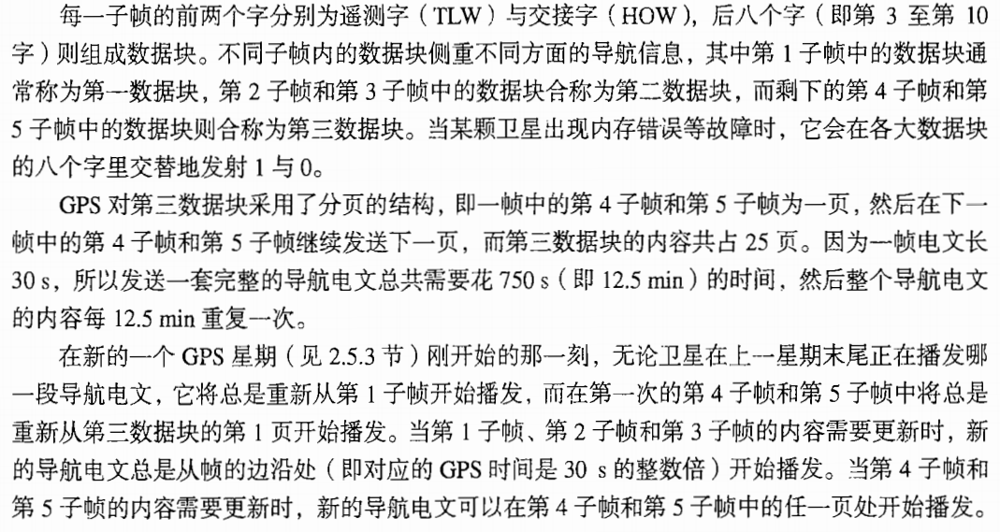 每一子帧的前两个字分别为遥测字（TLW）与交接字（HOW），后八个字（即第 3 至第 10
字）则组成数据块。不同子帧内的数据块侧重不同方面的导航信息，其中第 1 子帧中的数据块通
常称为第一数据块，第 2 子帧和第 3 子帧中的数据块合称为第二数据块，而剩下的第 4 子帧和第
5 子帧中的数据块则合称为第三数据块。当某颗卫星出现内存错误等故障时，它会在各大数据块
的八个字里交替地发射 1 与 0。
GPS 对第三数据块采用了分页的结构，即一帧中的第 4 子帧和第 5 子帧为一页，然后在下一
帧中的第 4 子帧和第 5 子帧继续发送下一页，而第三数据块的内容共占 25 页。因为一帧电文长
30 s，所以发送一套完整的导航电文总共需要花 750 s（即 12.5 min）的时间，然后整个导航电文
的内容每 12.5 min 重复一次。
在新的一个 GPS 星期（见 2.5.3 节）刚开始的那一刻，无论卫星在上一星期末尾正在播发哪
一段导航电文，它将总是重新从第 1 子帧开始播发，而在第一次的第 4 子帧和第 5 子帧中将总是
重新从第三数据块的第 1 页开始播发。当第 1 子帧、第 2 子帧和第 3 子帧的内容需要更新时，新
的导航电文总是从帧的边沿处（即对应的 GPS 时间是 30 s 的整数倍）开始播发。当第 4 子帧和
第 5 子帧的内容需要更新时，新的导航电文可以在第 4 子帧和第 5 子帧中的任一页处开始播发。